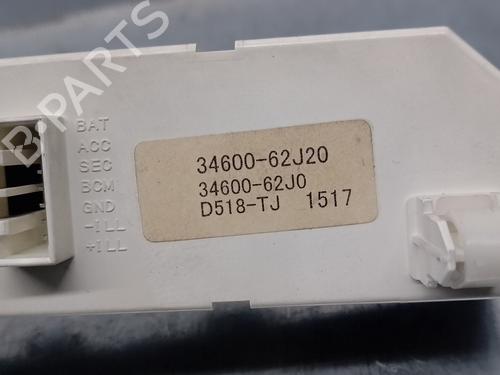 B-PARTS
BAT
ACC
SEC
BCM
GND
-ILL
+ILL
34600-62J20
34600-62J0
D518-TJ 1517